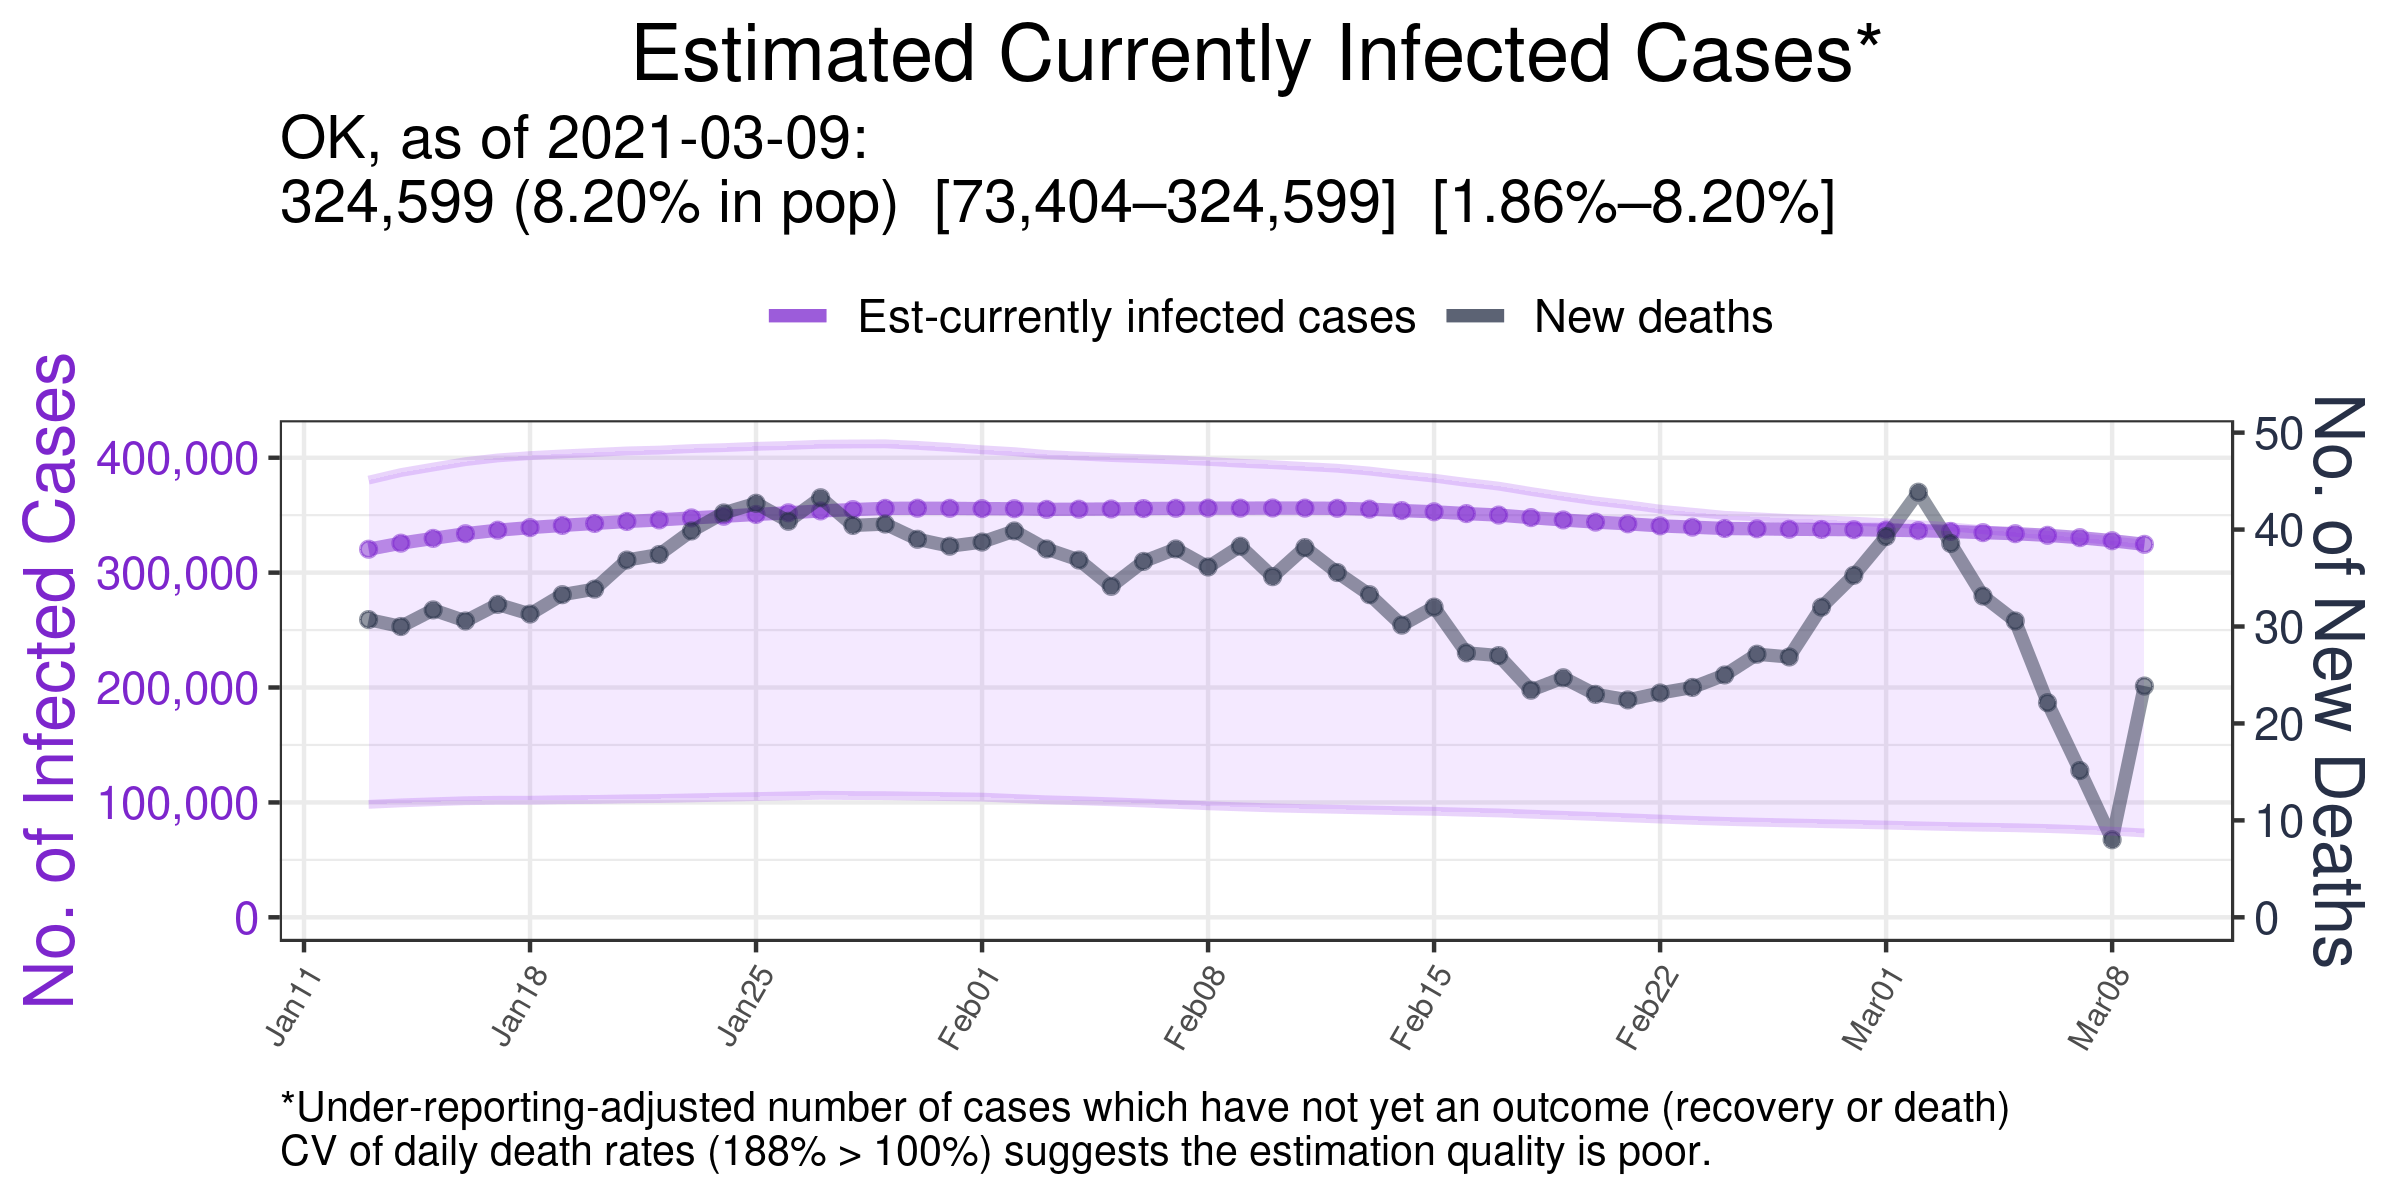 Estimated Currently Infected Cases*
OK, as of 2021-03-09:
324,599 (8.20% in pop)  [73,404–324,599]  [1.86%–8.20%]
Est-currently infected cases
New deaths
No. of Infected Cases
400,000
300,000
200,000
100,000
0
50
40
30
20
10
0
No. of New Deaths
Jan11
Jan18
Jan25
Feb01
Feb08
Feb15
Feb22
Mar01
Mar08
*Under-reporting-adjusted number of cases which have not yet an outcome (recovery or death)
CV of daily death rates (188% > 100%) suggests the estimation quality is poor.